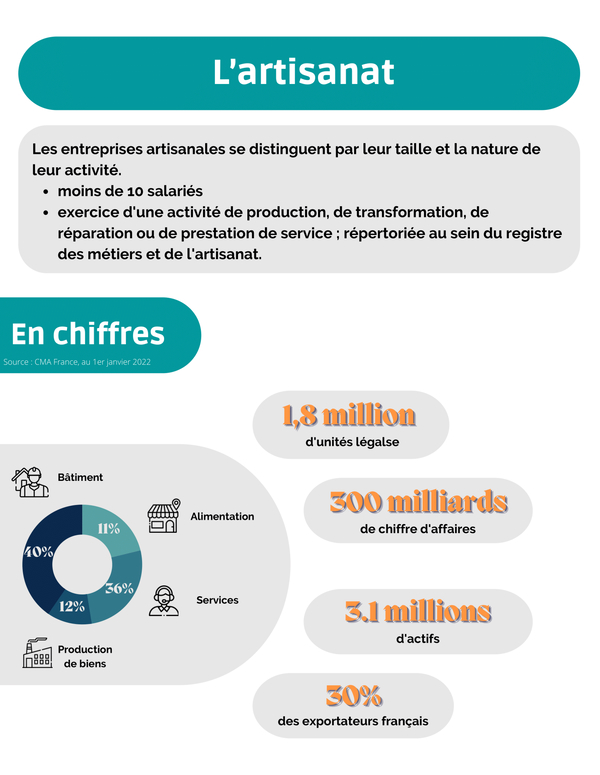 L'artisanat
Les entreprises artisanales se distinguent par leur taille et la nature de
leur activité.
• moins de 10 salariés
• exercice d'une activité de production, de transformation, de
réparation ou de prestation de service ; répertoriée au sein du registre
des métiers et de l'artisanat.
En chiffres
Source : CMA France, au 1er janvier 2022
1,8 million
d'unités légalse
300 milliards
de chiffre d'affaires
3.1 millions
d'actifs
30%
des exportateurs français
Bâtiment
Alimentation
11%
40%
36%
12%
Services
Production
de biens